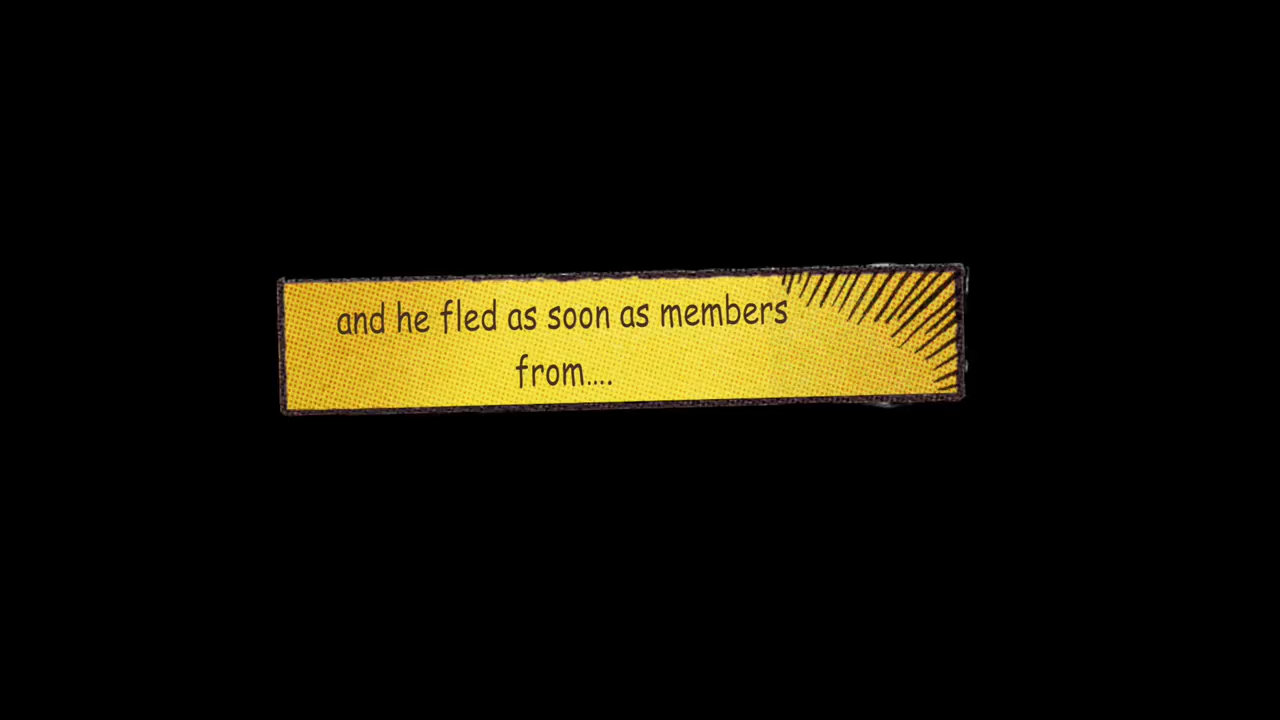 and he fled as soon as members
from....